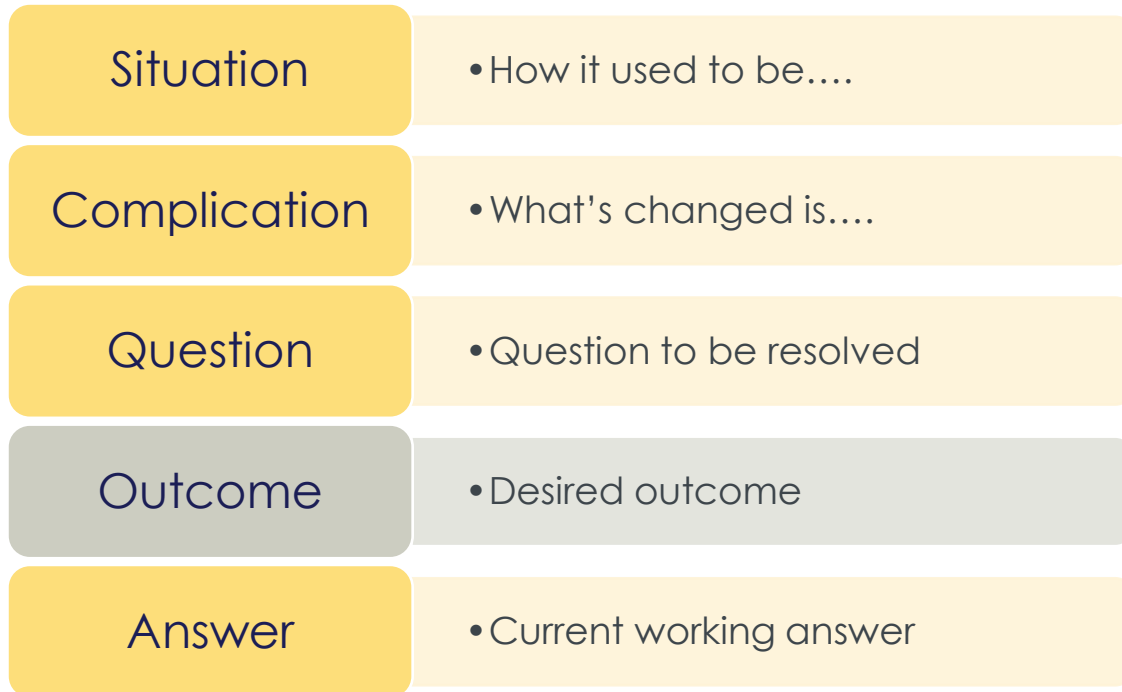 Situation
•How it used to be….
Complication
•What’s changed is….
Question
•Question to be resolved
Outcome
•Desired outcome
Answer
•Current working answer